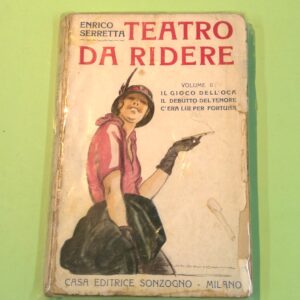 ENRICO
SERRETTA
TEATRO
DA RIDERE
VOLUME II:
IL GIOCO DELL'OCA
IL DEBUTTO DEL TENORE
C'ERA LUI PER FORTUNA
CASA EDITRICE SONZOGNO - MILANO